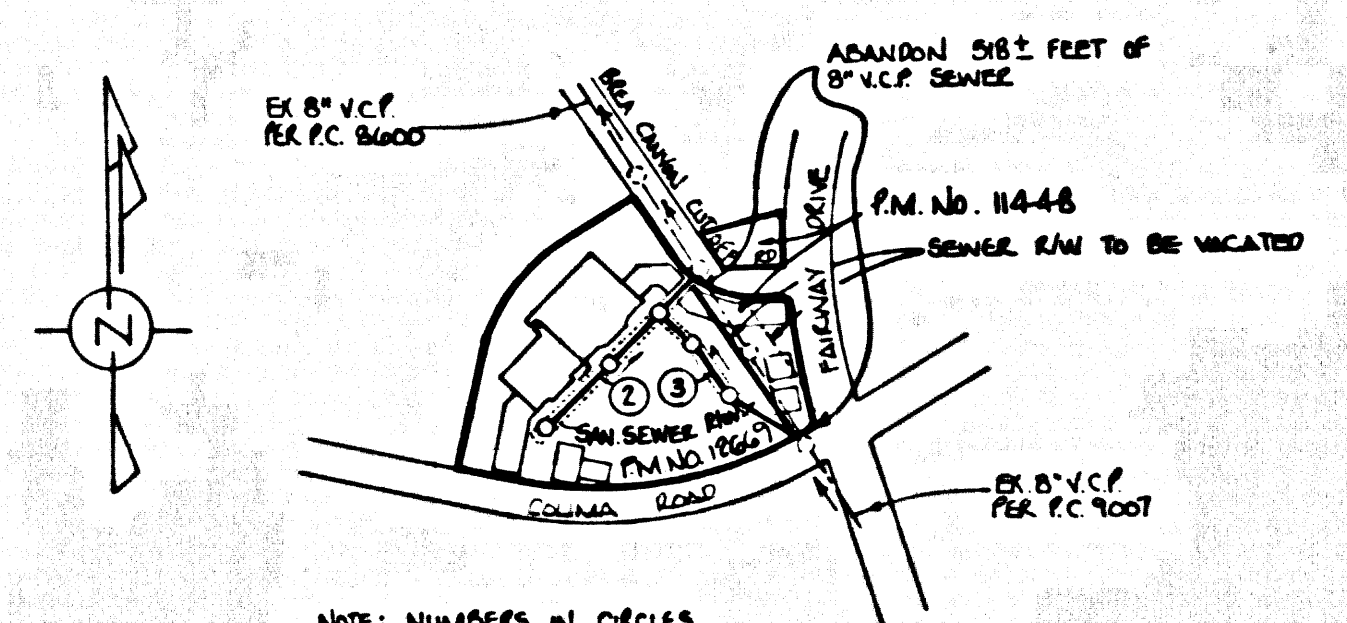 ABANDON 518± FEET OF
8" V.C.P. SEWER
EX 8" V.C.P.
PER P.C. 8600
BREA CANYON CUTOFF
RD
P.M. NO. 11448
SEWER R/W TO BE VACATED
FAIRWAY DRIVE
N
2
3
SAN. SEWER R/W
P.M NO. 12669
COLIMA ROAD
EX. 8" V.C.P.
PER P.C. 9007
NOTE: NUMBERS IN CIRCLES